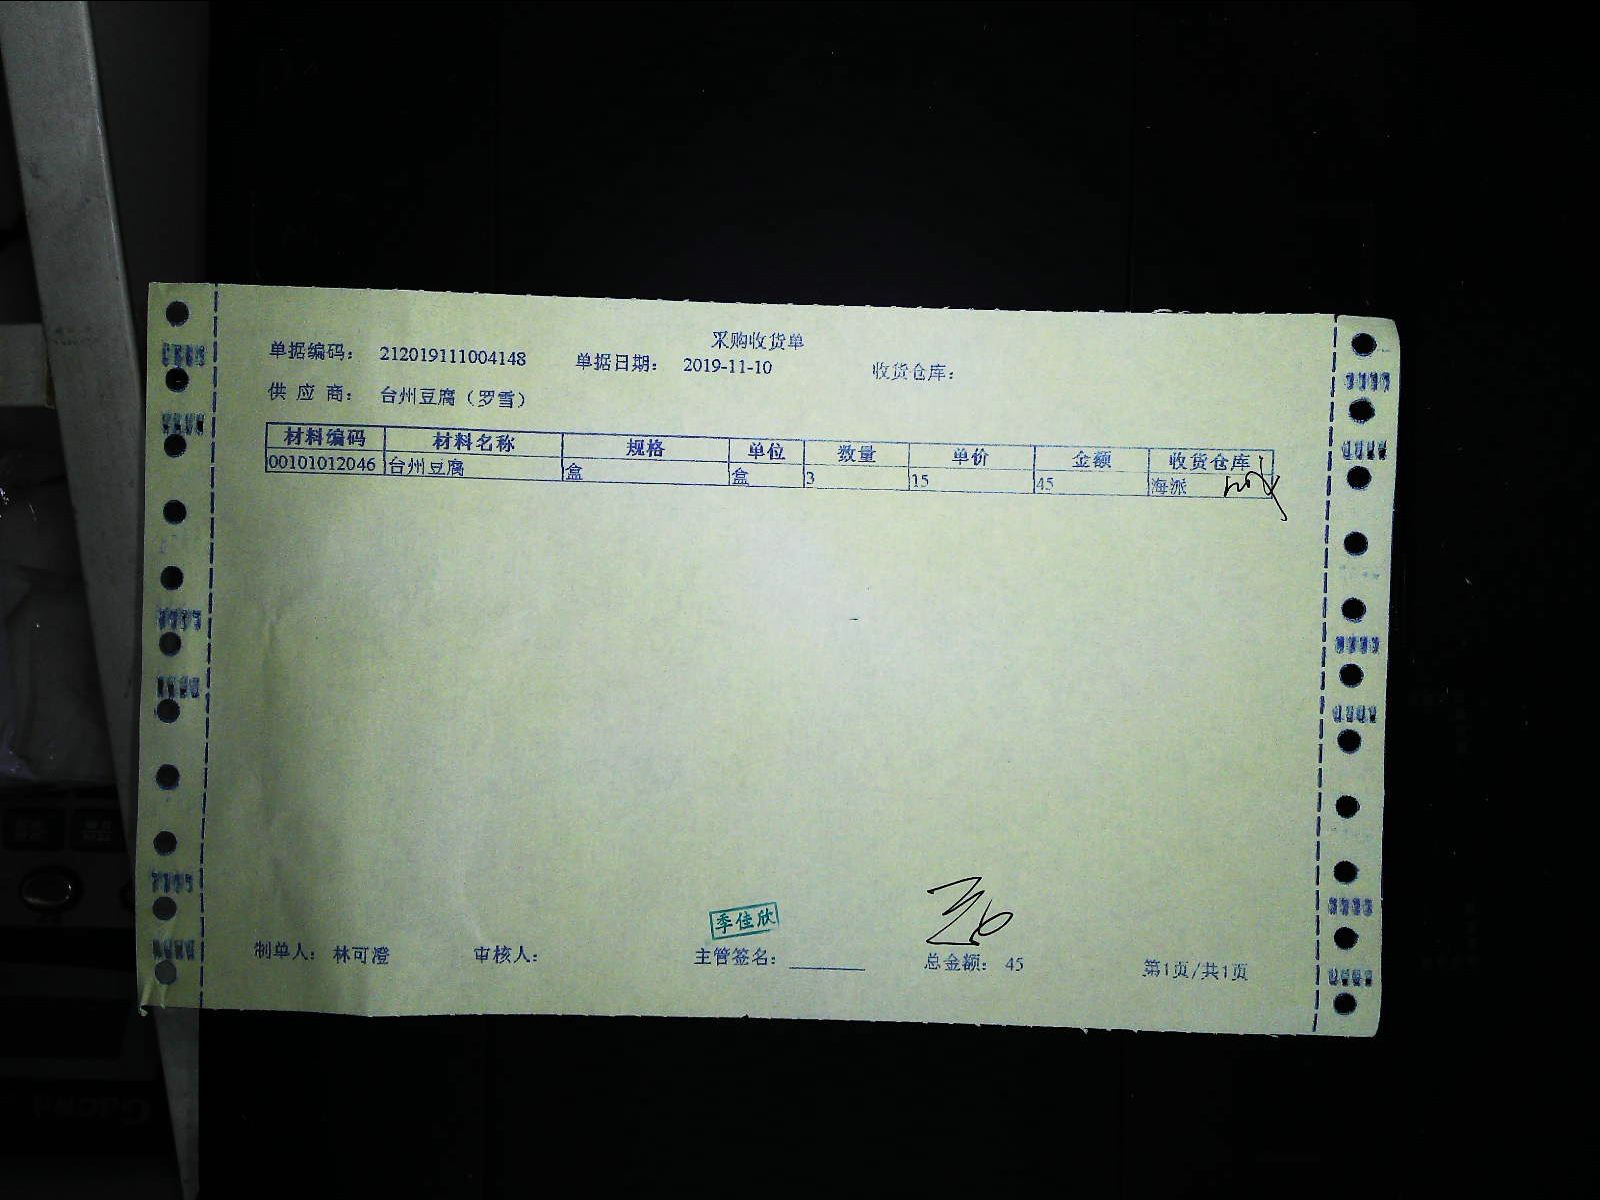 采购收货单
单据编码： 212019111004148 单据日期： 2019-11-10 收货仓库：
供 应 商： 台州豆腐（罗雪）
材料编码 材料名称 规格 单位 数量 单价 金额 收货仓库
00101012046 台州豆腐 盒 盒 3 15 45 海派
季佳欣
制单人： 林可澄 审核人： 主管签名： 总金额： 45 第1页/共1页